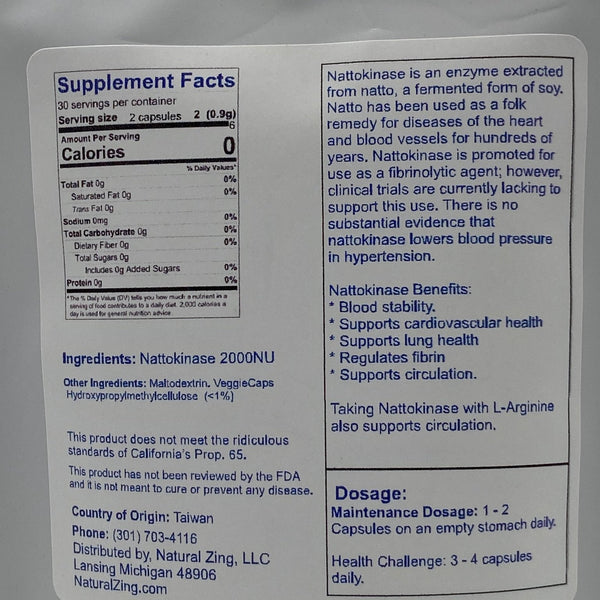 Supplement Facts
30 servings per container
Serving size 2 capsules 2 (0.9g)
6
Amount Per Serving
Calories 0
% Daily Values*
Total Fat 0g 0%
Saturated Fat 0g 0%
Trans Fat 0g
Sodium 0mg 0%
Total Carbohydrate 0g 0%
Dietary Fiber 0g 0%
Total Sugars 0g
Includes 0g Added Sugars 0%
Protein 0g 0%
*The % Daily Value (DV) tells you how much a nutrient in a
serving of food contributes to a daily diet. 2,000 calories a
day is used for general nutrition advice.
Ingredients: Nattokinase 2000NU
Other Ingredients: Maltodextrin. VeggieCaps
Hydroxypropylmethylcellulose (<1%)
This product does not meet the ridiculous
standards of California's Prop. 65.
This product has not been reviewed by the FDA
and it is not meant to cure or prevent any disease.
Country of Origin: Taiwan
Phone: (301) 703-4116
Distributed by, Natural Zing, LLC
Lansing Michigan 48906
NaturalZing.com
Nattokinase is an enzyme extracted
from natto, a fermented form of soy.
Natto has been used as a folk
remedy for diseases of the heart
and blood vessels for hundreds of
years. Nattokinase is promoted for
use as a fibrinolytic agent; however,
clinical trials are currently lacking to
support this use. There is no
substantial evidence that
nattokinase lowers blood pressure
in hypertension.
Nattokinase Benefits:
* Blood stability.
* Supports cardiovascular health
* Supports lung health
* Regulates fibrin
* Supports circulation.
Taking Nattokinase with L-Arginine
also supports circulation.
Dosage:
Maintenance Dosage: 1 - 2
Capsules on an empty stomach daily.
Health Challenge: 3 - 4 capsules
daily.